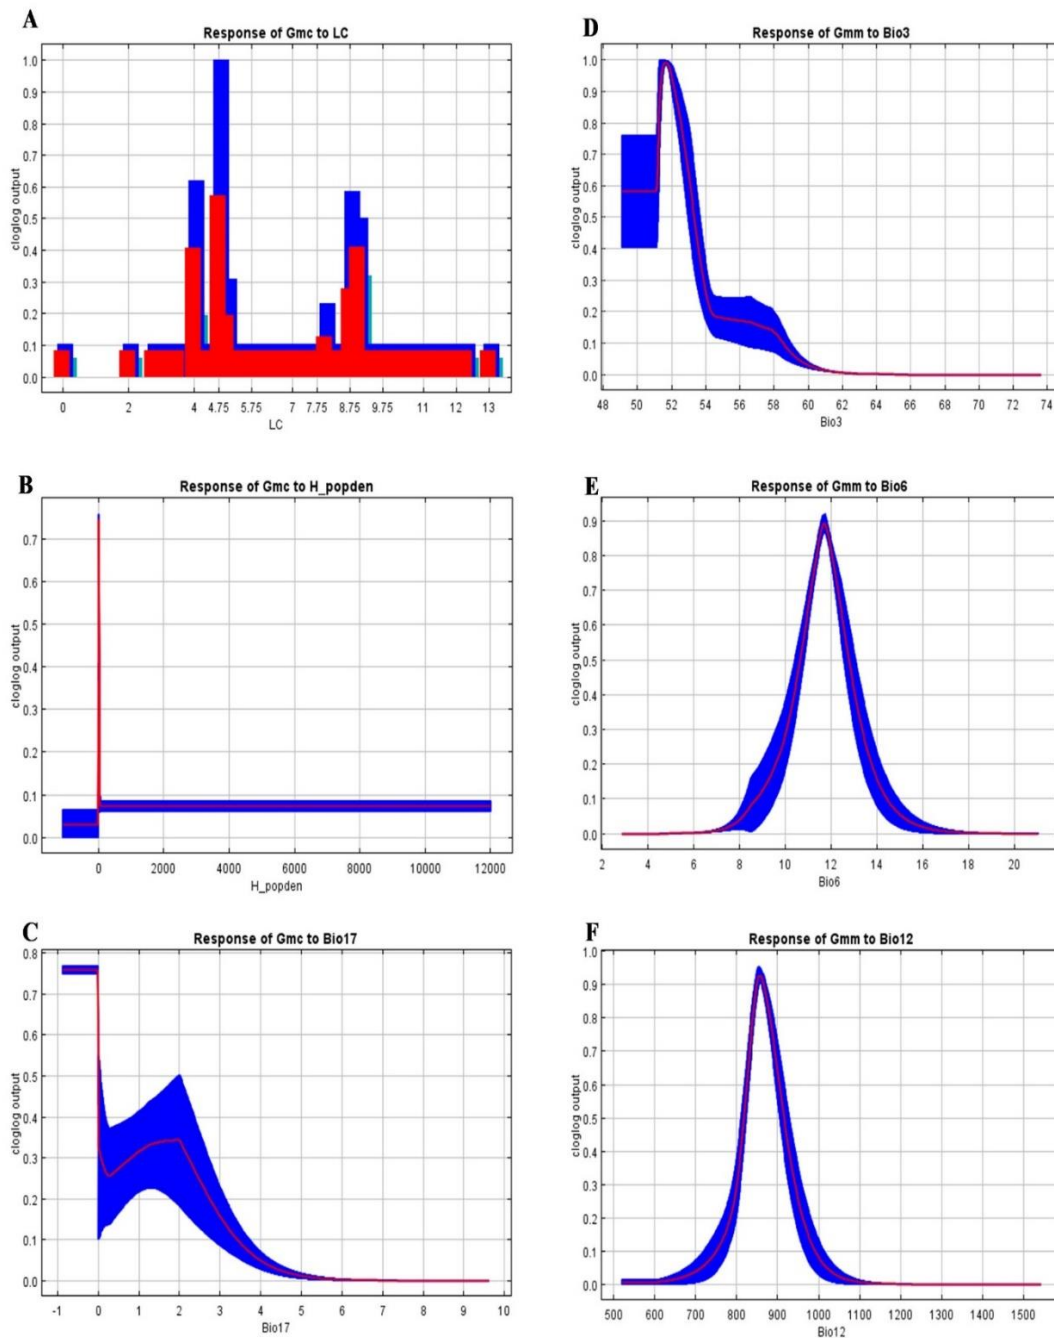 A
Response of Gmc to LC
1.0
0.9
0.8
0.7
0.6
0.5
0.4
0.3
0.2
0.1
0.0
cloglog output
0 2 4 4.75 5.75 7 7.75 8.75 9.75 11 12 13
LC
D
Response of Gmm to Bio3
1.0
0.9
0.8
0.7
0.6
0.5
0.4
0.3
0.2
0.1
0.0
cloglog output
48 50 52 54 56 58 60 62 64 66 68 70 72 74
Bio3
B
Response of Gmc to H_popden
0.7
0.6
0.5
0.4
0.3
0.2
0.1
0.0
cloglog output
0 2000 4000 6000 8000 10000 12000
H_popden
E
Response of Gmm to Bio6
0.9
0.8
0.7
0.6
0.5
0.4
0.3
0.2
0.1
0.0
cloglog output
2 4 6 8 10 12 14 16 18 20
Bio6
C
Response of Gmc to Bio17
0.8
0.7
0.6
0.5
0.4
0.3
0.2
0.1
0.0
cloglog output
-1 0 1 2 3 4 5 6 7 8 9 10
Bio17
F
Response of Gmm to Bio12
1.0
0.9
0.8
0.7
0.6
0.5
0.4
0.3
0.2
0.1
0.0
cloglog output
500 600 700 800 900 1000 1100 1200 1300 1400 1500
Bio12